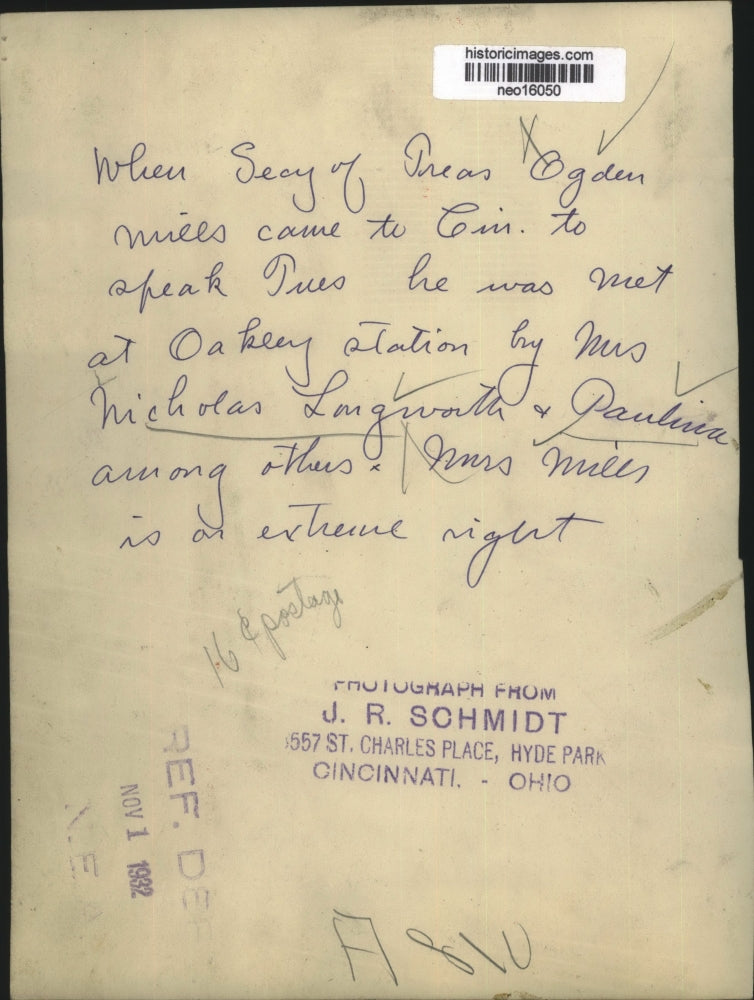 historicimages.com
neo16050
When Secy of Treas Ogden
Mills came to Cin. to
speak Tues he was met
at Oakley station by Mrs
Nicholas Longworth & Paulina
among others. Mrs Mills
is on extreme right
16 ¢ postage
PHOTOGRAPH FROM
J. R. SCHMIDT
3557 ST. CHARLES PLACE, HYDE PARK
CINCINNATI. - OHIO
REF. DE
NOV 1 1932
N.E.A